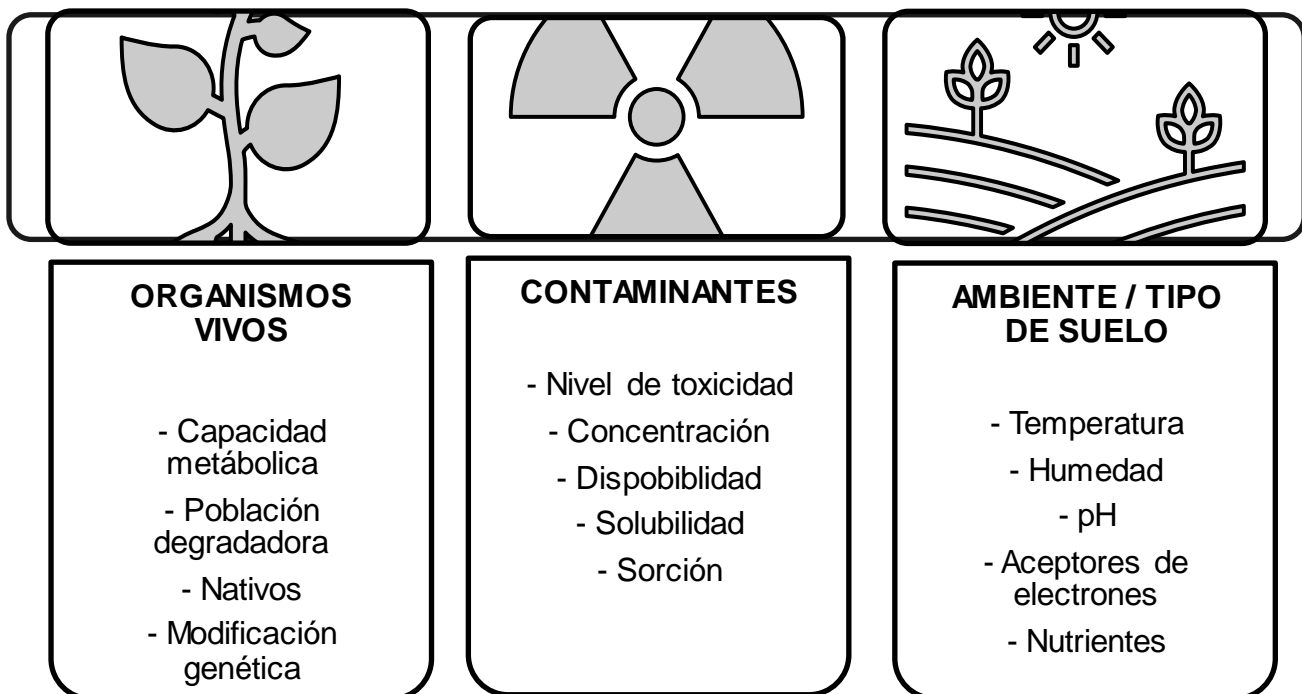 ORGANISMOS
VIVOS
- Capacidad
metábolica
- Población
degradadora
- Nativos
- Modificación
genética
CONTAMINANTES
- Nivel de toxicidad
- Concentración
- Dispobiblidad
- Solubilidad
- Sorción
AMBIENTE / TIPO
DE SUELO
- Temperatura
- Humedad
- pH
- Aceptores de
electrones
- Nutrientes